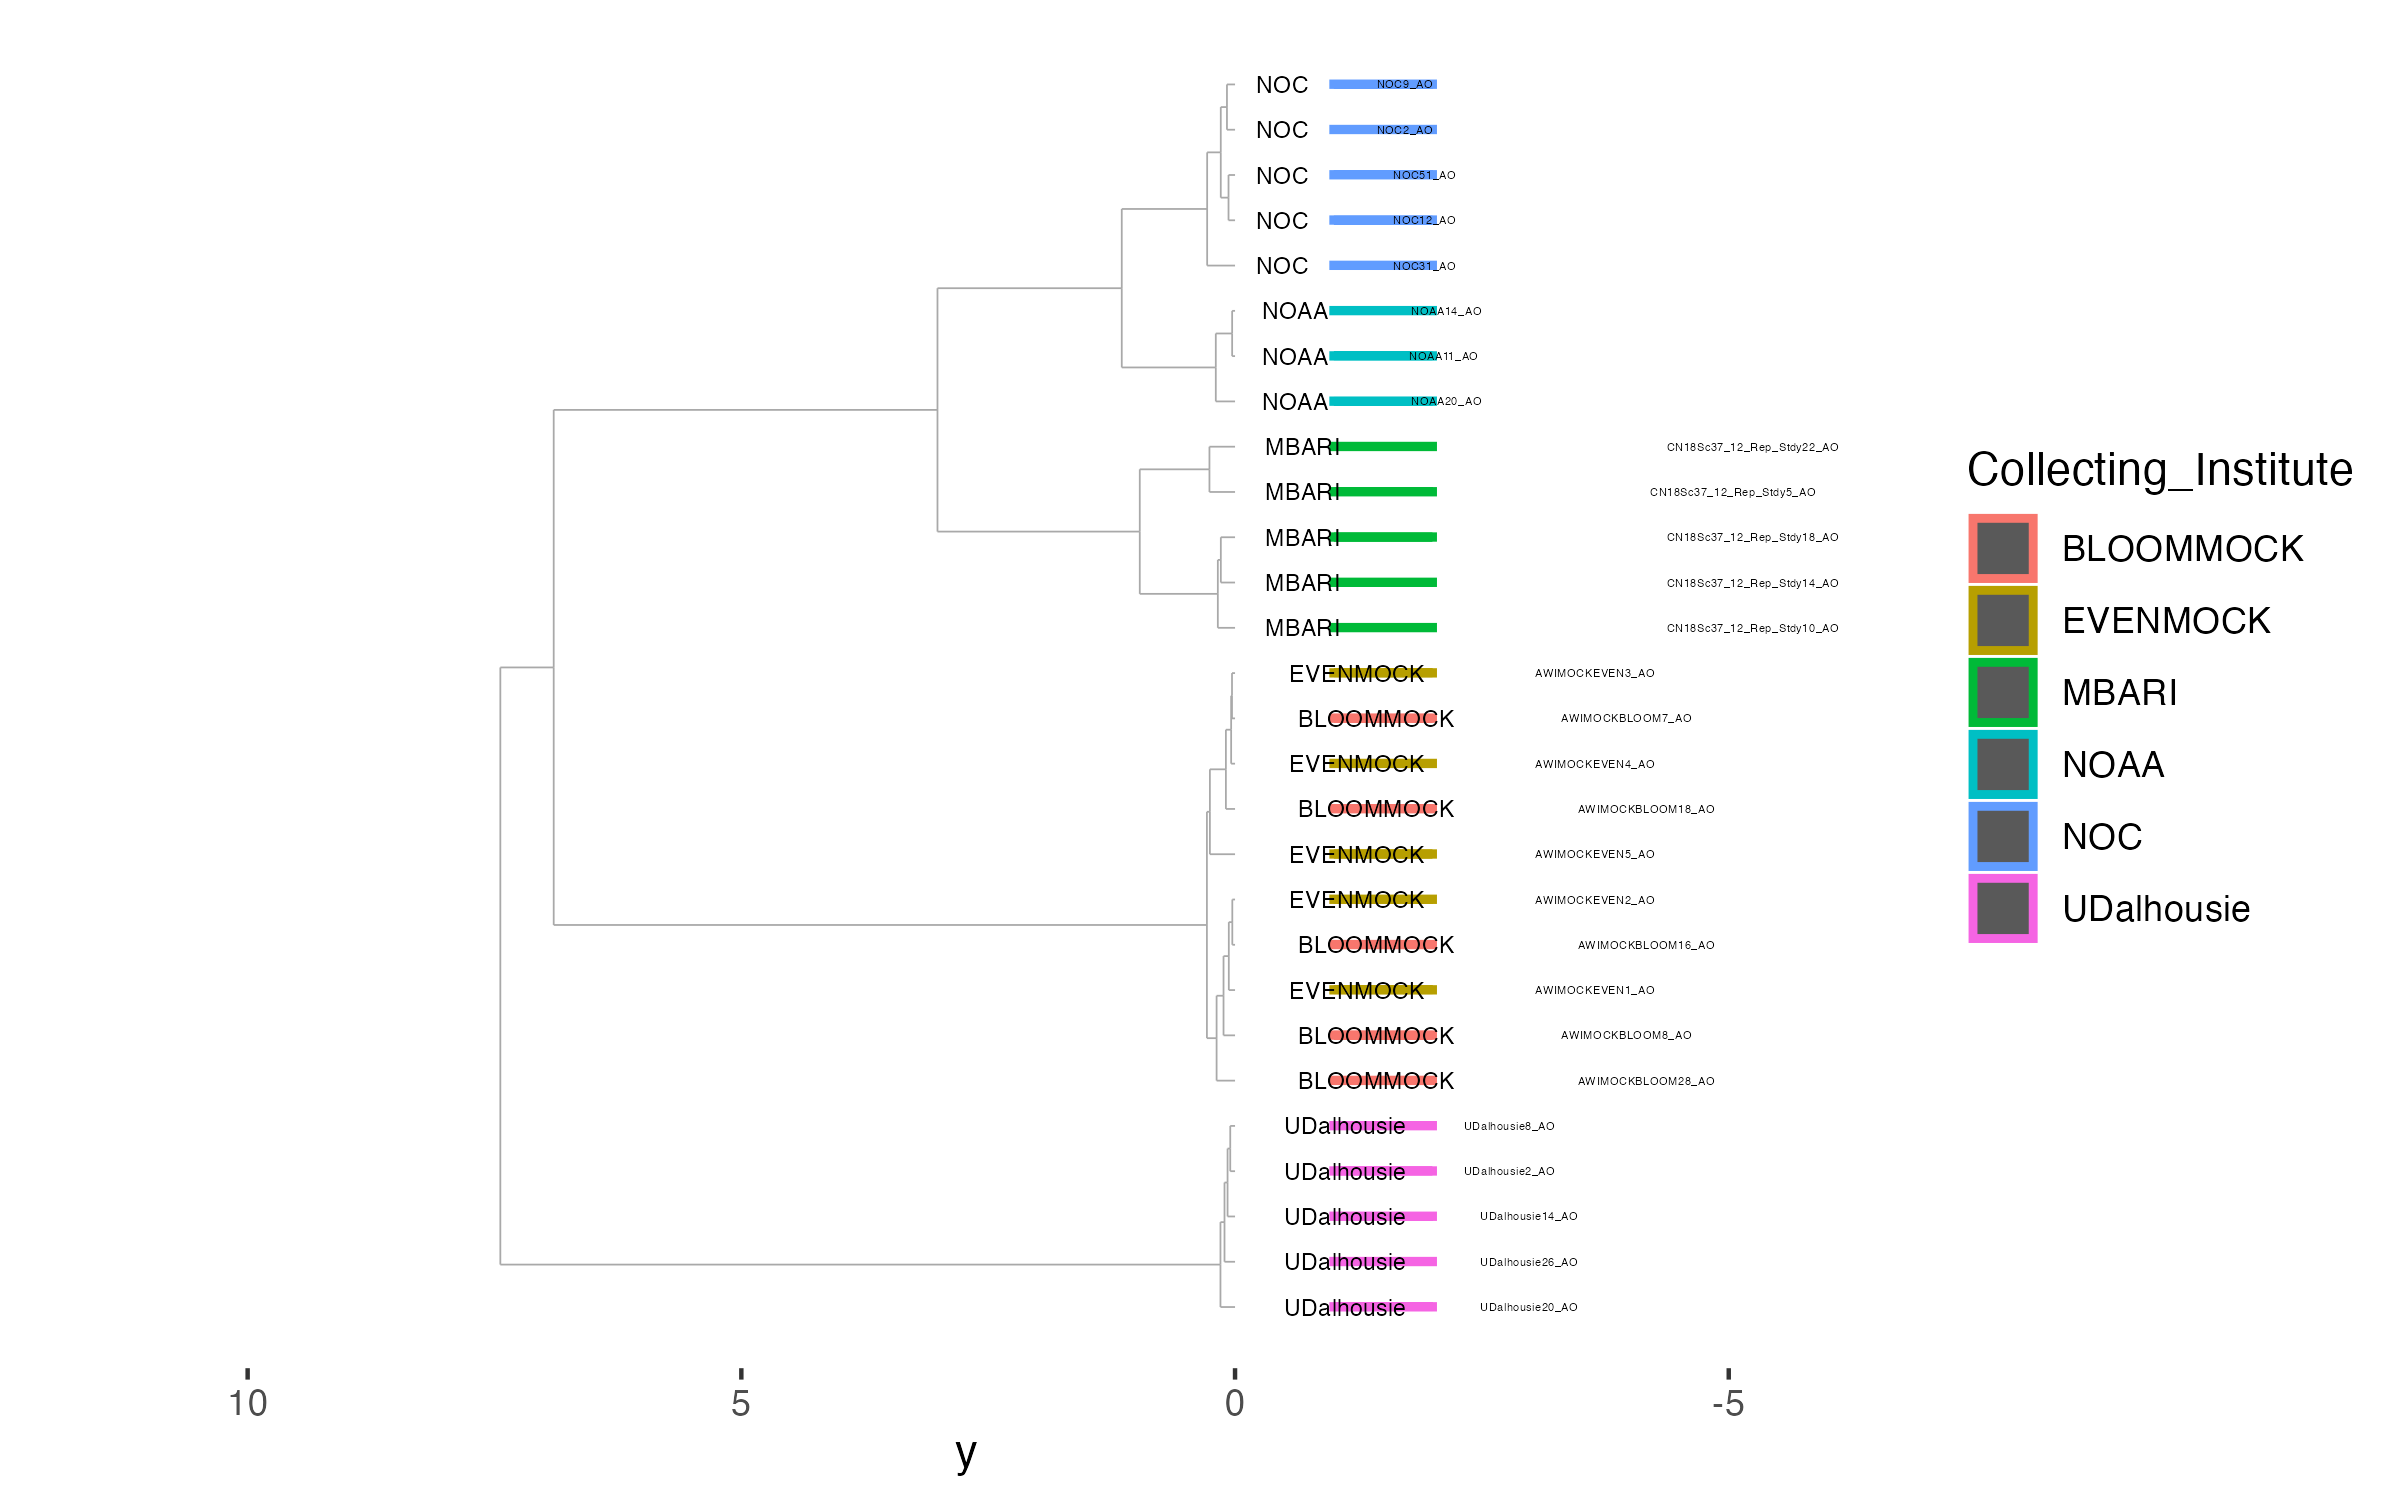 NOC NOC9_AO
NOC NOC2_AO
NOC NOC51_AO
NOC NOC12_AO
NOC NOC31_AO
NOAA NOAA14_AO
NOAA NOAA11_AO
NOAA NOAA20_AO
MBARI CN18Sc37_12_Rep_Stdy22_AO
MBARI CN18Sc37_12_Rep_Stdy5_AO
MBARI CN18Sc37_12_Rep_Stdy18_AO
MBARI CN18Sc37_12_Rep_Stdy14_AO
MBARI CN18Sc37_12_Rep_Stdy10_AO
EVENMOCK AWIMOCKEVEN3_AO
BLOOMMOCK AWIMOCKBLOOM7_AO
EVENMOCK AWIMOCKEVEN4_AO
BLOOMMOCK AWIMOCKBLOOM18_AO
EVENMOCK AWIMOCKEVEN5_AO
EVENMOCK AWIMOCKEVEN2_AO
BLOOMMOCK AWIMOCKBLOOM16_AO
EVENMOCK AWIMOCKEVEN1_AO
BLOOMMOCK AWIMOCKBLOOM8_AO
BLOOMMOCK AWIMOCKBLOOM28_AO
UDalhousie UDalhousie8_AO
UDalhousie UDalhousie2_AO
UDalhousie UDalhousie14_AO
UDalhousie UDalhousie26_AO
UDalhousie UDalhousie20_AO
10 5 0 -5
y
Collecting_Institute
BLOOMMOCK
EVENMOCK
MBARI
NOAA
NOC
UDalhousie